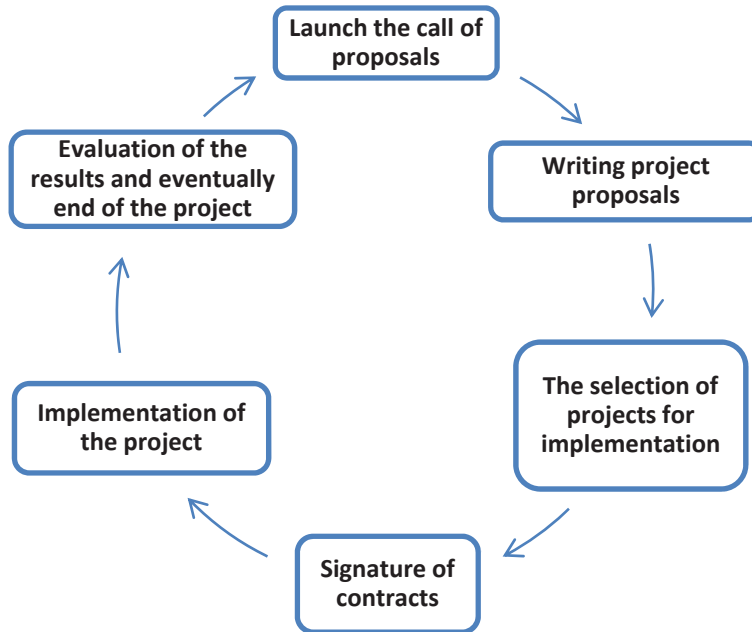 Launch the call of
proposals
Writing project
proposals
The selection of
projects for
implementation
Signature of
contracts
Implementation of
the project
Evaluation of the
results and eventually
end of the project